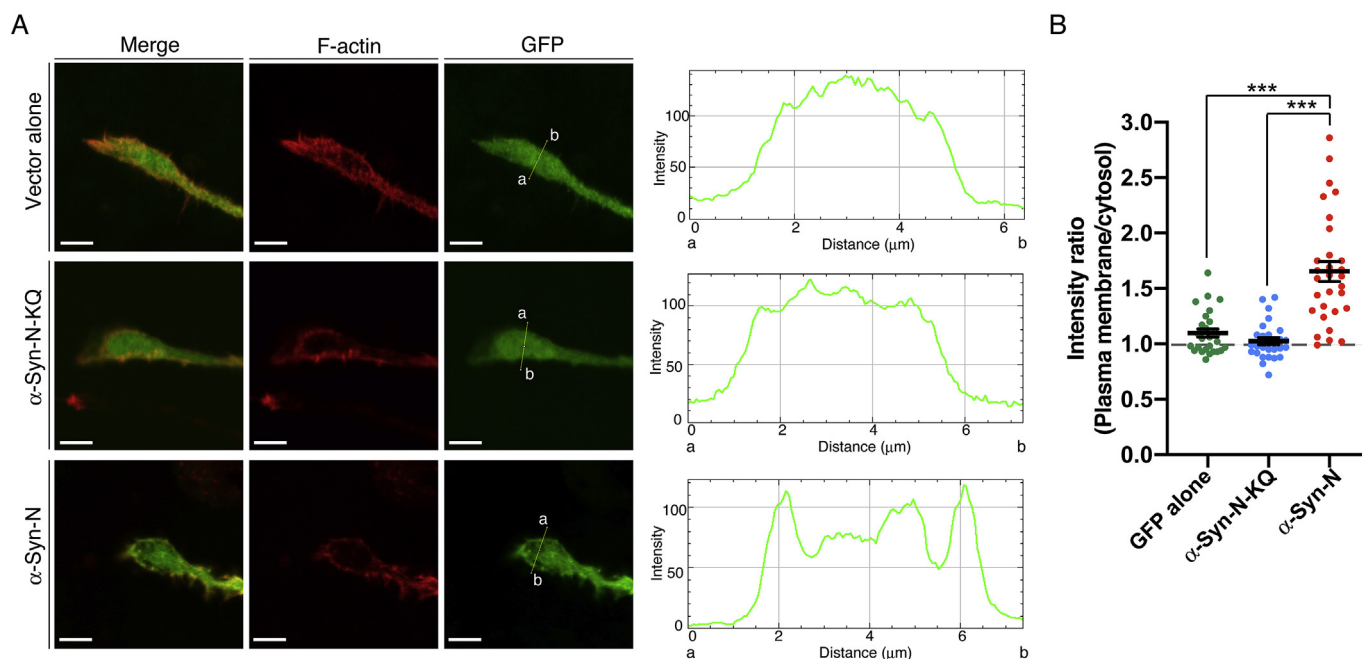 A
Merge
F-actin
GFP
Vector alone
b
a
Intensity
100
50
0
0
2
4
6
a
Distance (μm)
b
α-Syn-N-KQ
a
b
Intensity
100
50
0
0
2
4
6
a
Distance (μm)
b
α-Syn-N
a
b
Intensity
100
50
0
0
2
4
6
a
Distance (μm)
b
B
***
***
Intensity ratio
(Plasma membrane/cytosol)
3.0
2.5
2.0
1.5
1.0
0.5
0.0
GFP alone
α-Syn-N-KQ
α-Syn-N